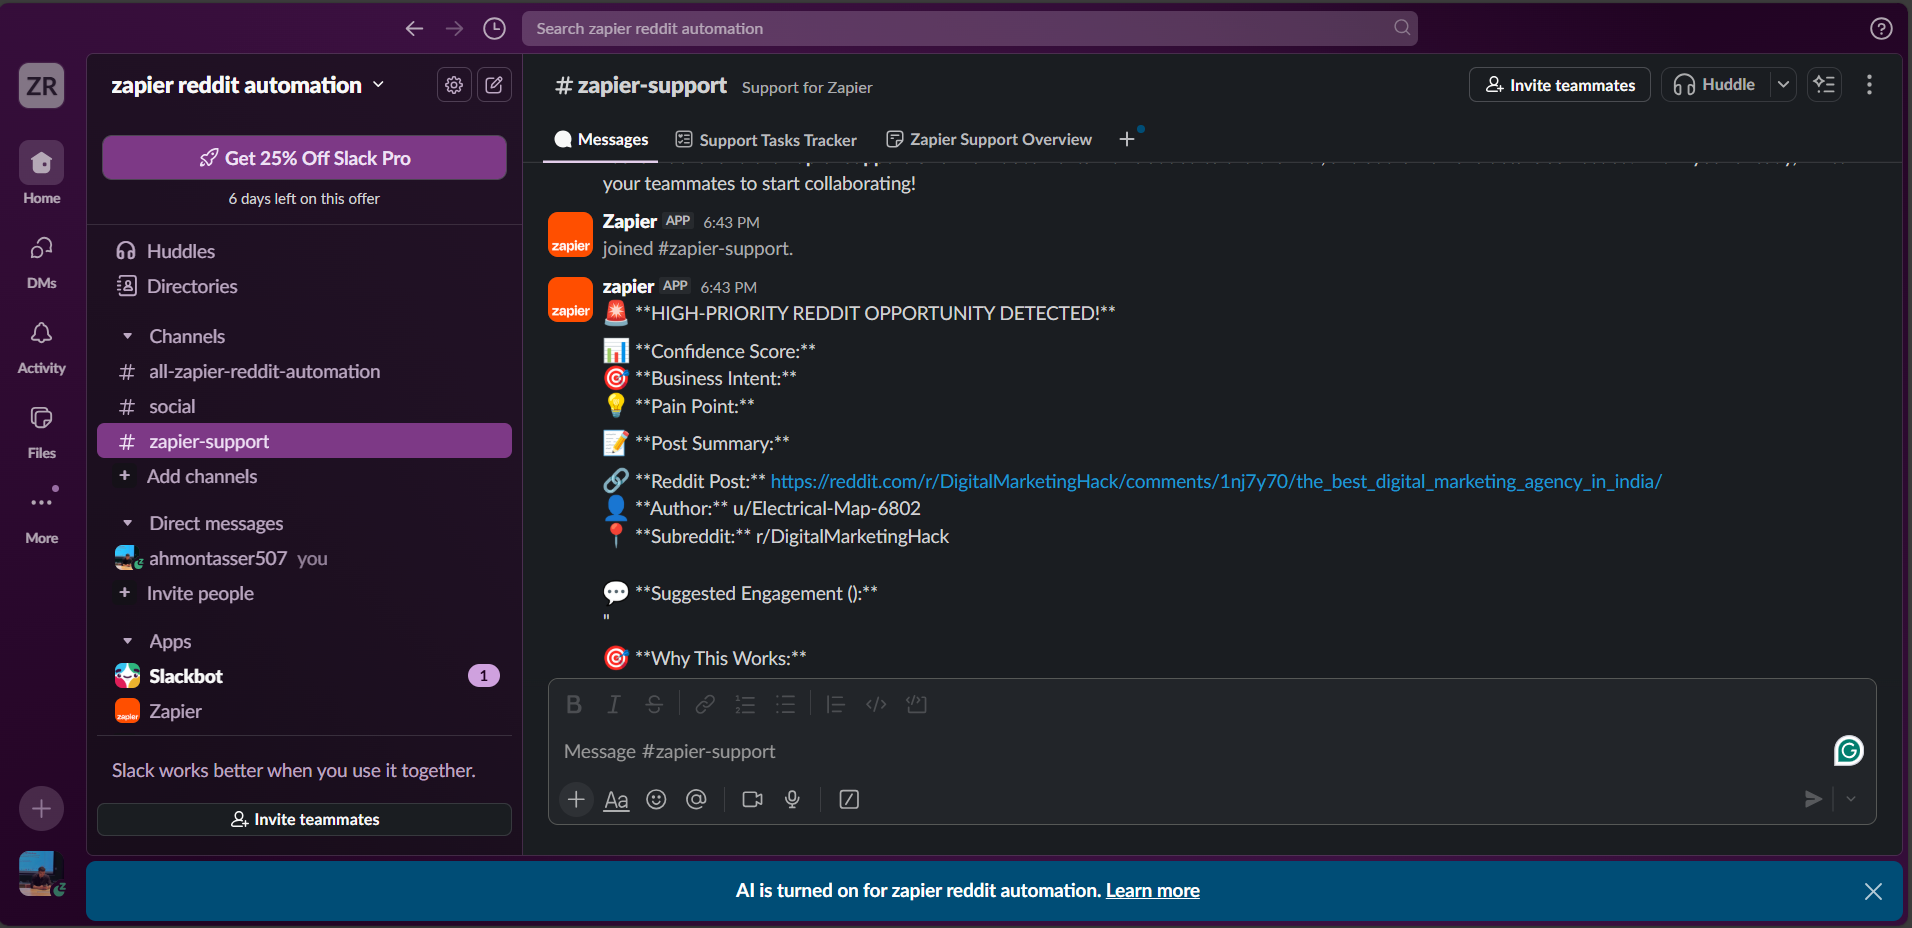 Search zapier reddit automation
ZR
Home
DMs
Activity
Files
More
zapier reddit automation
Get 25% Off Slack Pro
6 days left on this offer
Huddles
Directories
Channels
# all-zapier-reddit-automation
# social
# zapier-support
+ Add channels
Direct messages
ahmontasser507 you
+ Invite people
Apps
Slackbot 1
zapier Zapier
Slack works better when you use it together.
Invite teammates
# zapier-support Support for Zapier
Invite teammates
Huddle
Messages
Support Tasks Tracker
Zapier Support Overview
your teammates to start collaborating!
zapier
Zapier APP 6:43 PM
joined #zapier-support.
zapier
zapier APP 6:43 PM
🚨 **HIGH-PRIORITY REDDIT OPPORTUNITY DETECTED!**
📊 **Confidence Score:**
🎯 **Business Intent:**
💡 **Pain Point:**
📝 **Post Summary:**
🔗 **Reddit Post:** https://reddit.com/r/DigitalMarketingHack/comments/1nj7y70/the_best_digital_marketing_agency_in_india/
👤 **Author:** u/Electrical-Map-6802
📍 **Subreddit:** r/DigitalMarketingHack
💬 **Suggested Engagement ():**
"
🎯 **Why This Works:**
Message #zapier-support
Aa
AI is turned on for zapier reddit automation. Learn more